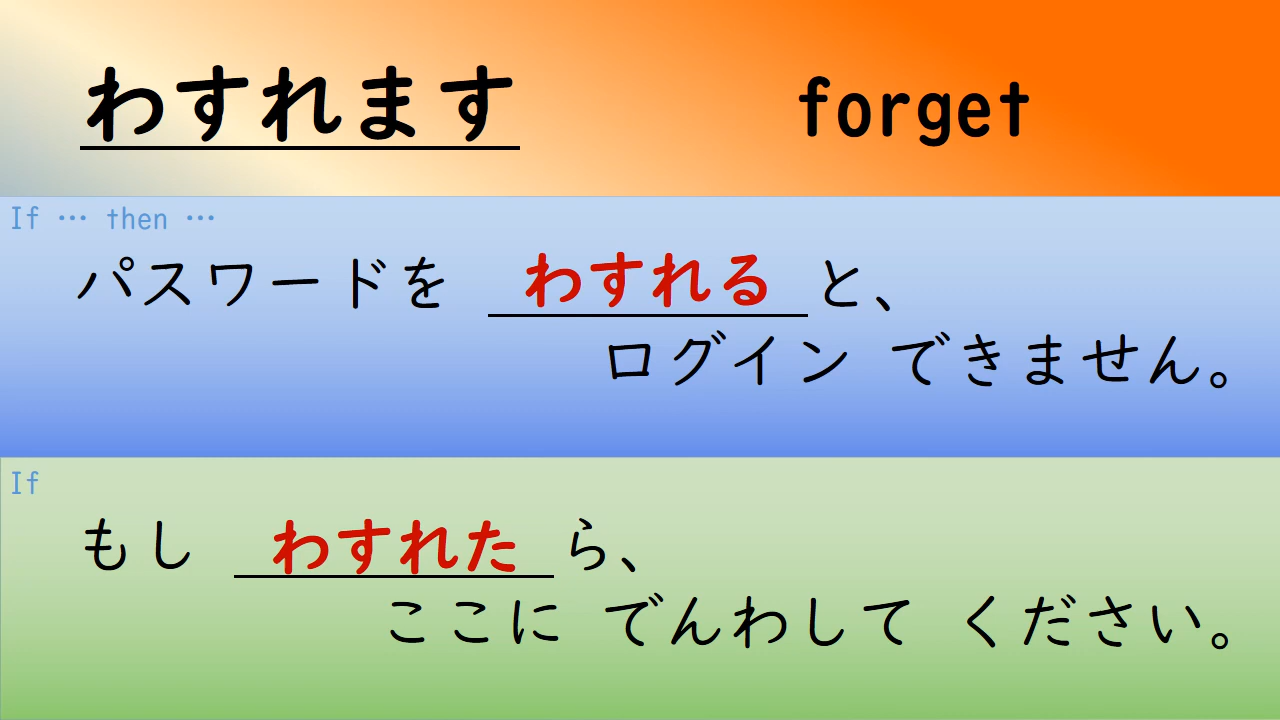 わすれます forget
If … then …
パスワードを わすれる と、
ログイン できません。
If
もし わすれた ら、
ここに でんわして ください。